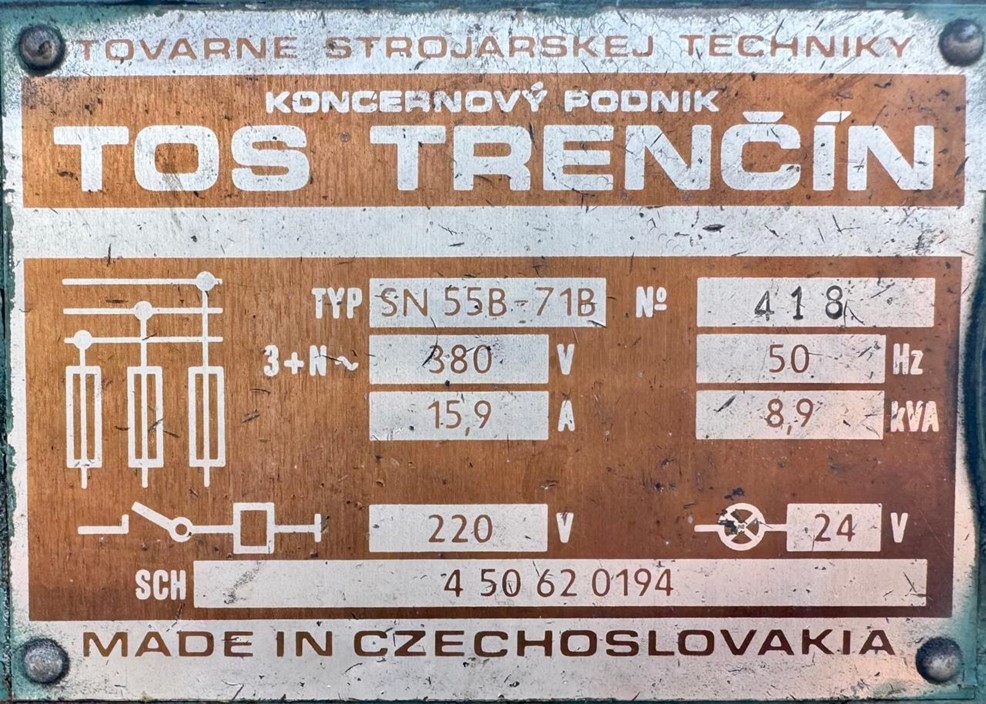 TOVARNE STROJARSKEJ TECHNIKY
KONCERNOVÝ PODNIK
TOS TRENČÍN
TYP SN 55B-71B Nº 418
3+N~ 380 V 50 Hz
15,9 A 8,9 kVA
220 V 24 V
SCH 4 50 62 0194
MADE IN CZECHOSLOVAKIA